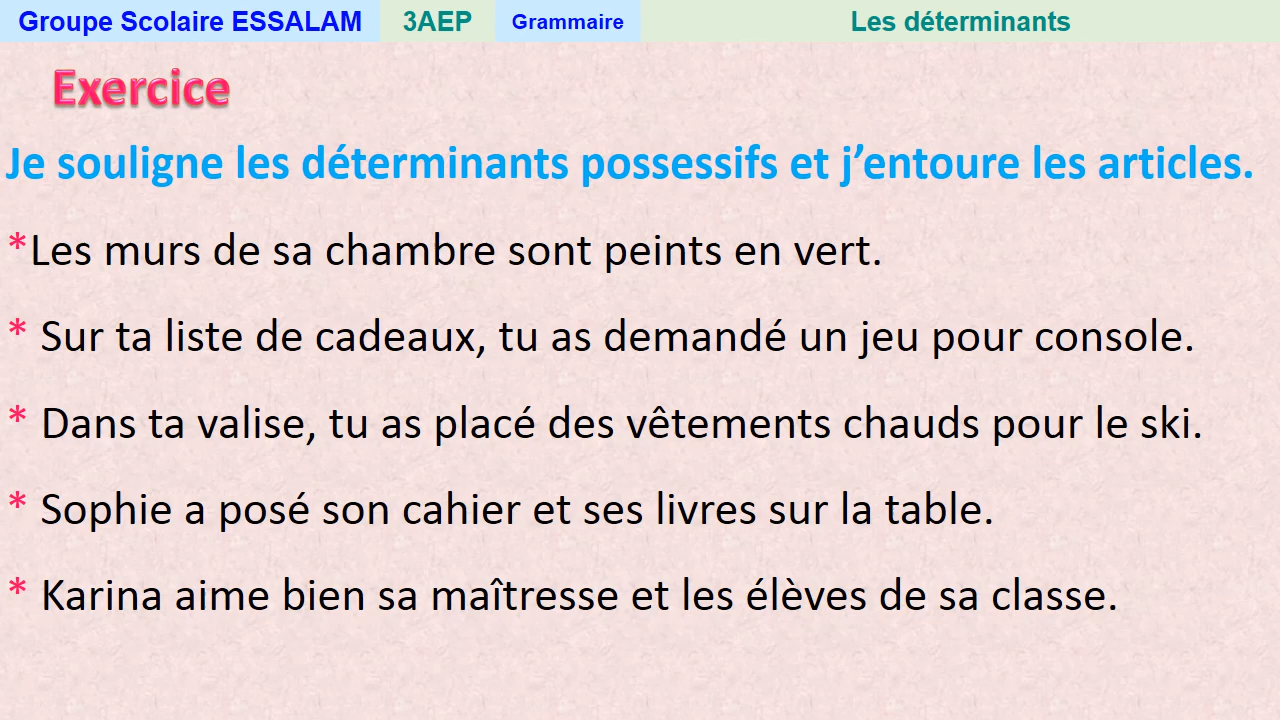 Groupe Scolaire ESSALAM 3AEP Grammaire Les déterminants
Exercice
Je souligne les déterminants possessifs et j’entoure les articles.
*Les murs de sa chambre sont peints en vert.
* Sur ta liste de cadeaux, tu as demandé un jeu pour console.
* Dans ta valise, tu as placé des vêtements chauds pour le ski.
* Sophie a posé son cahier et ses livres sur la table.
* Karina aime bien sa maîtresse et les élèves de sa classe.